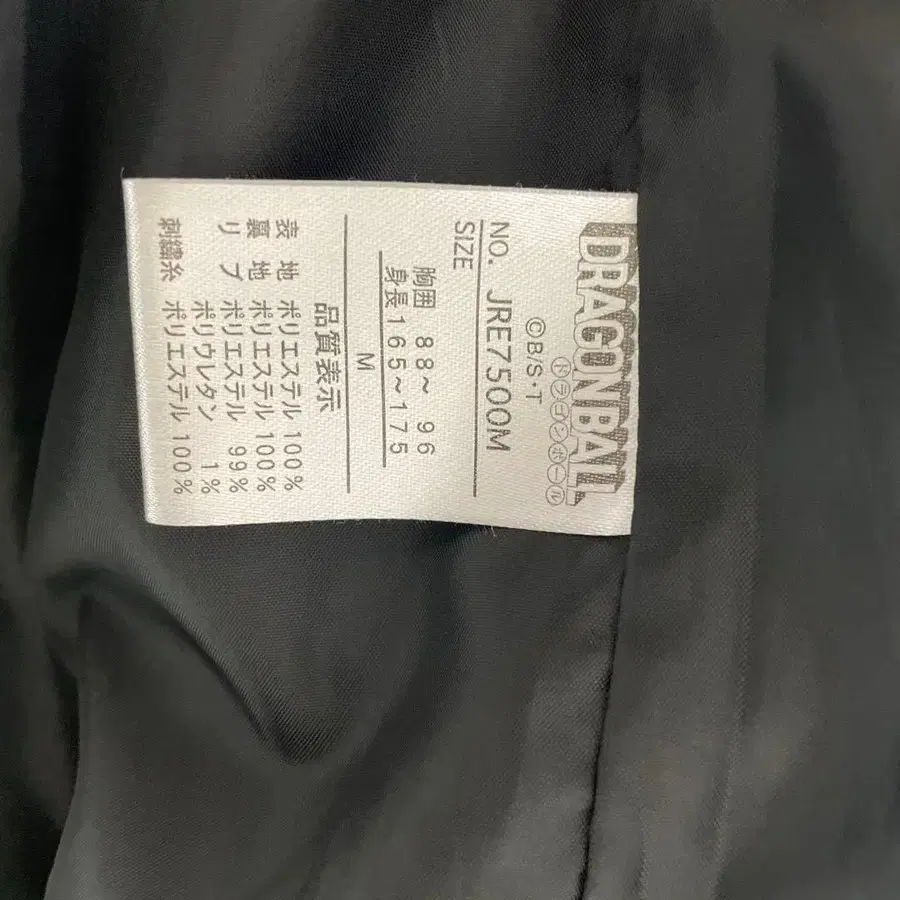 DRAGONBALL
ドラゴンボール
©B/S・T
NO. JRE7500M
SIZE
胸囲 88～ 96
身長165～175
M
品質表示
表 地 ポリエステル 100%
裏 地 ポリエステル 100%
リ ブ ポリエステル 99%
ポリウレタン 1%
刺繍糸 ポリエステル 100%